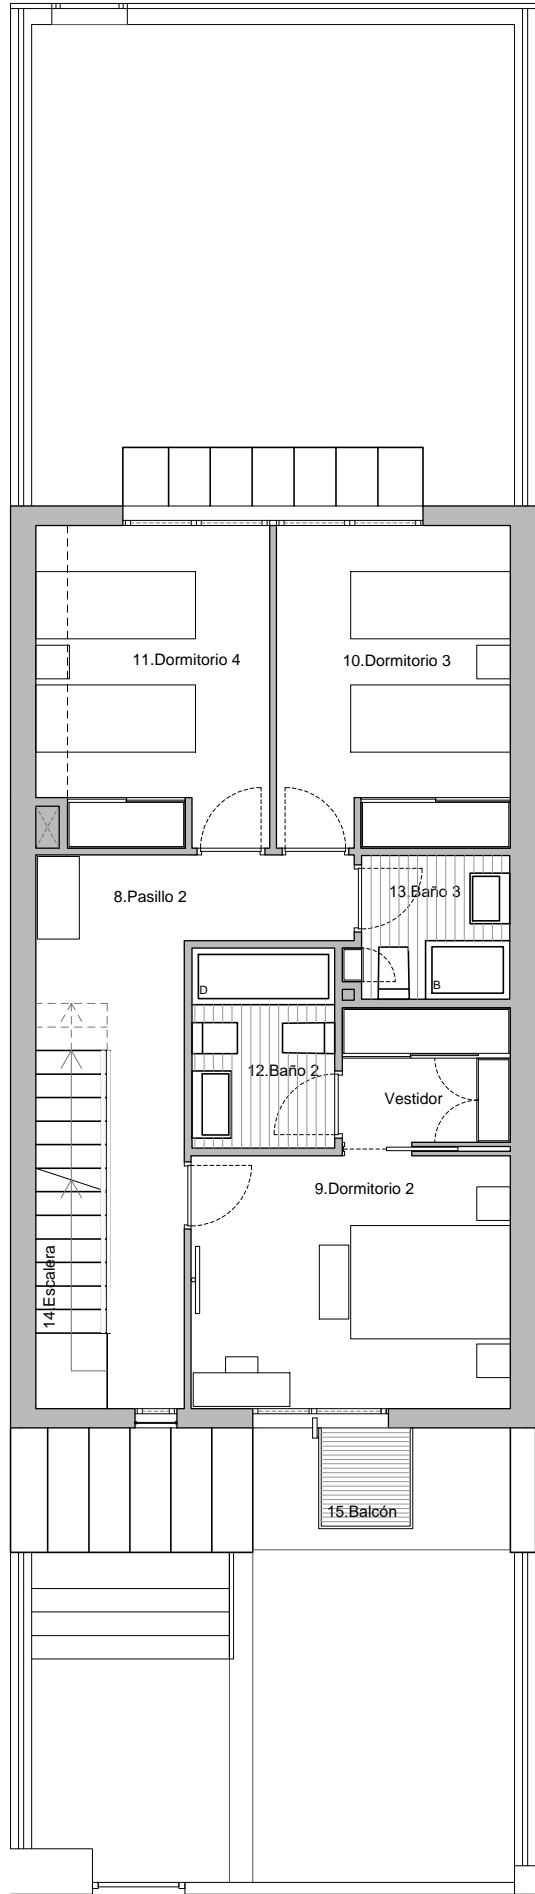 11.Dormitorio 4
10.Dormitorio 3
8.Pasillo 2
13.Baño 3
D
B
12.Baño 2
Vestidor
9.Dormitorio 2
14.Escalera
15.Balcón